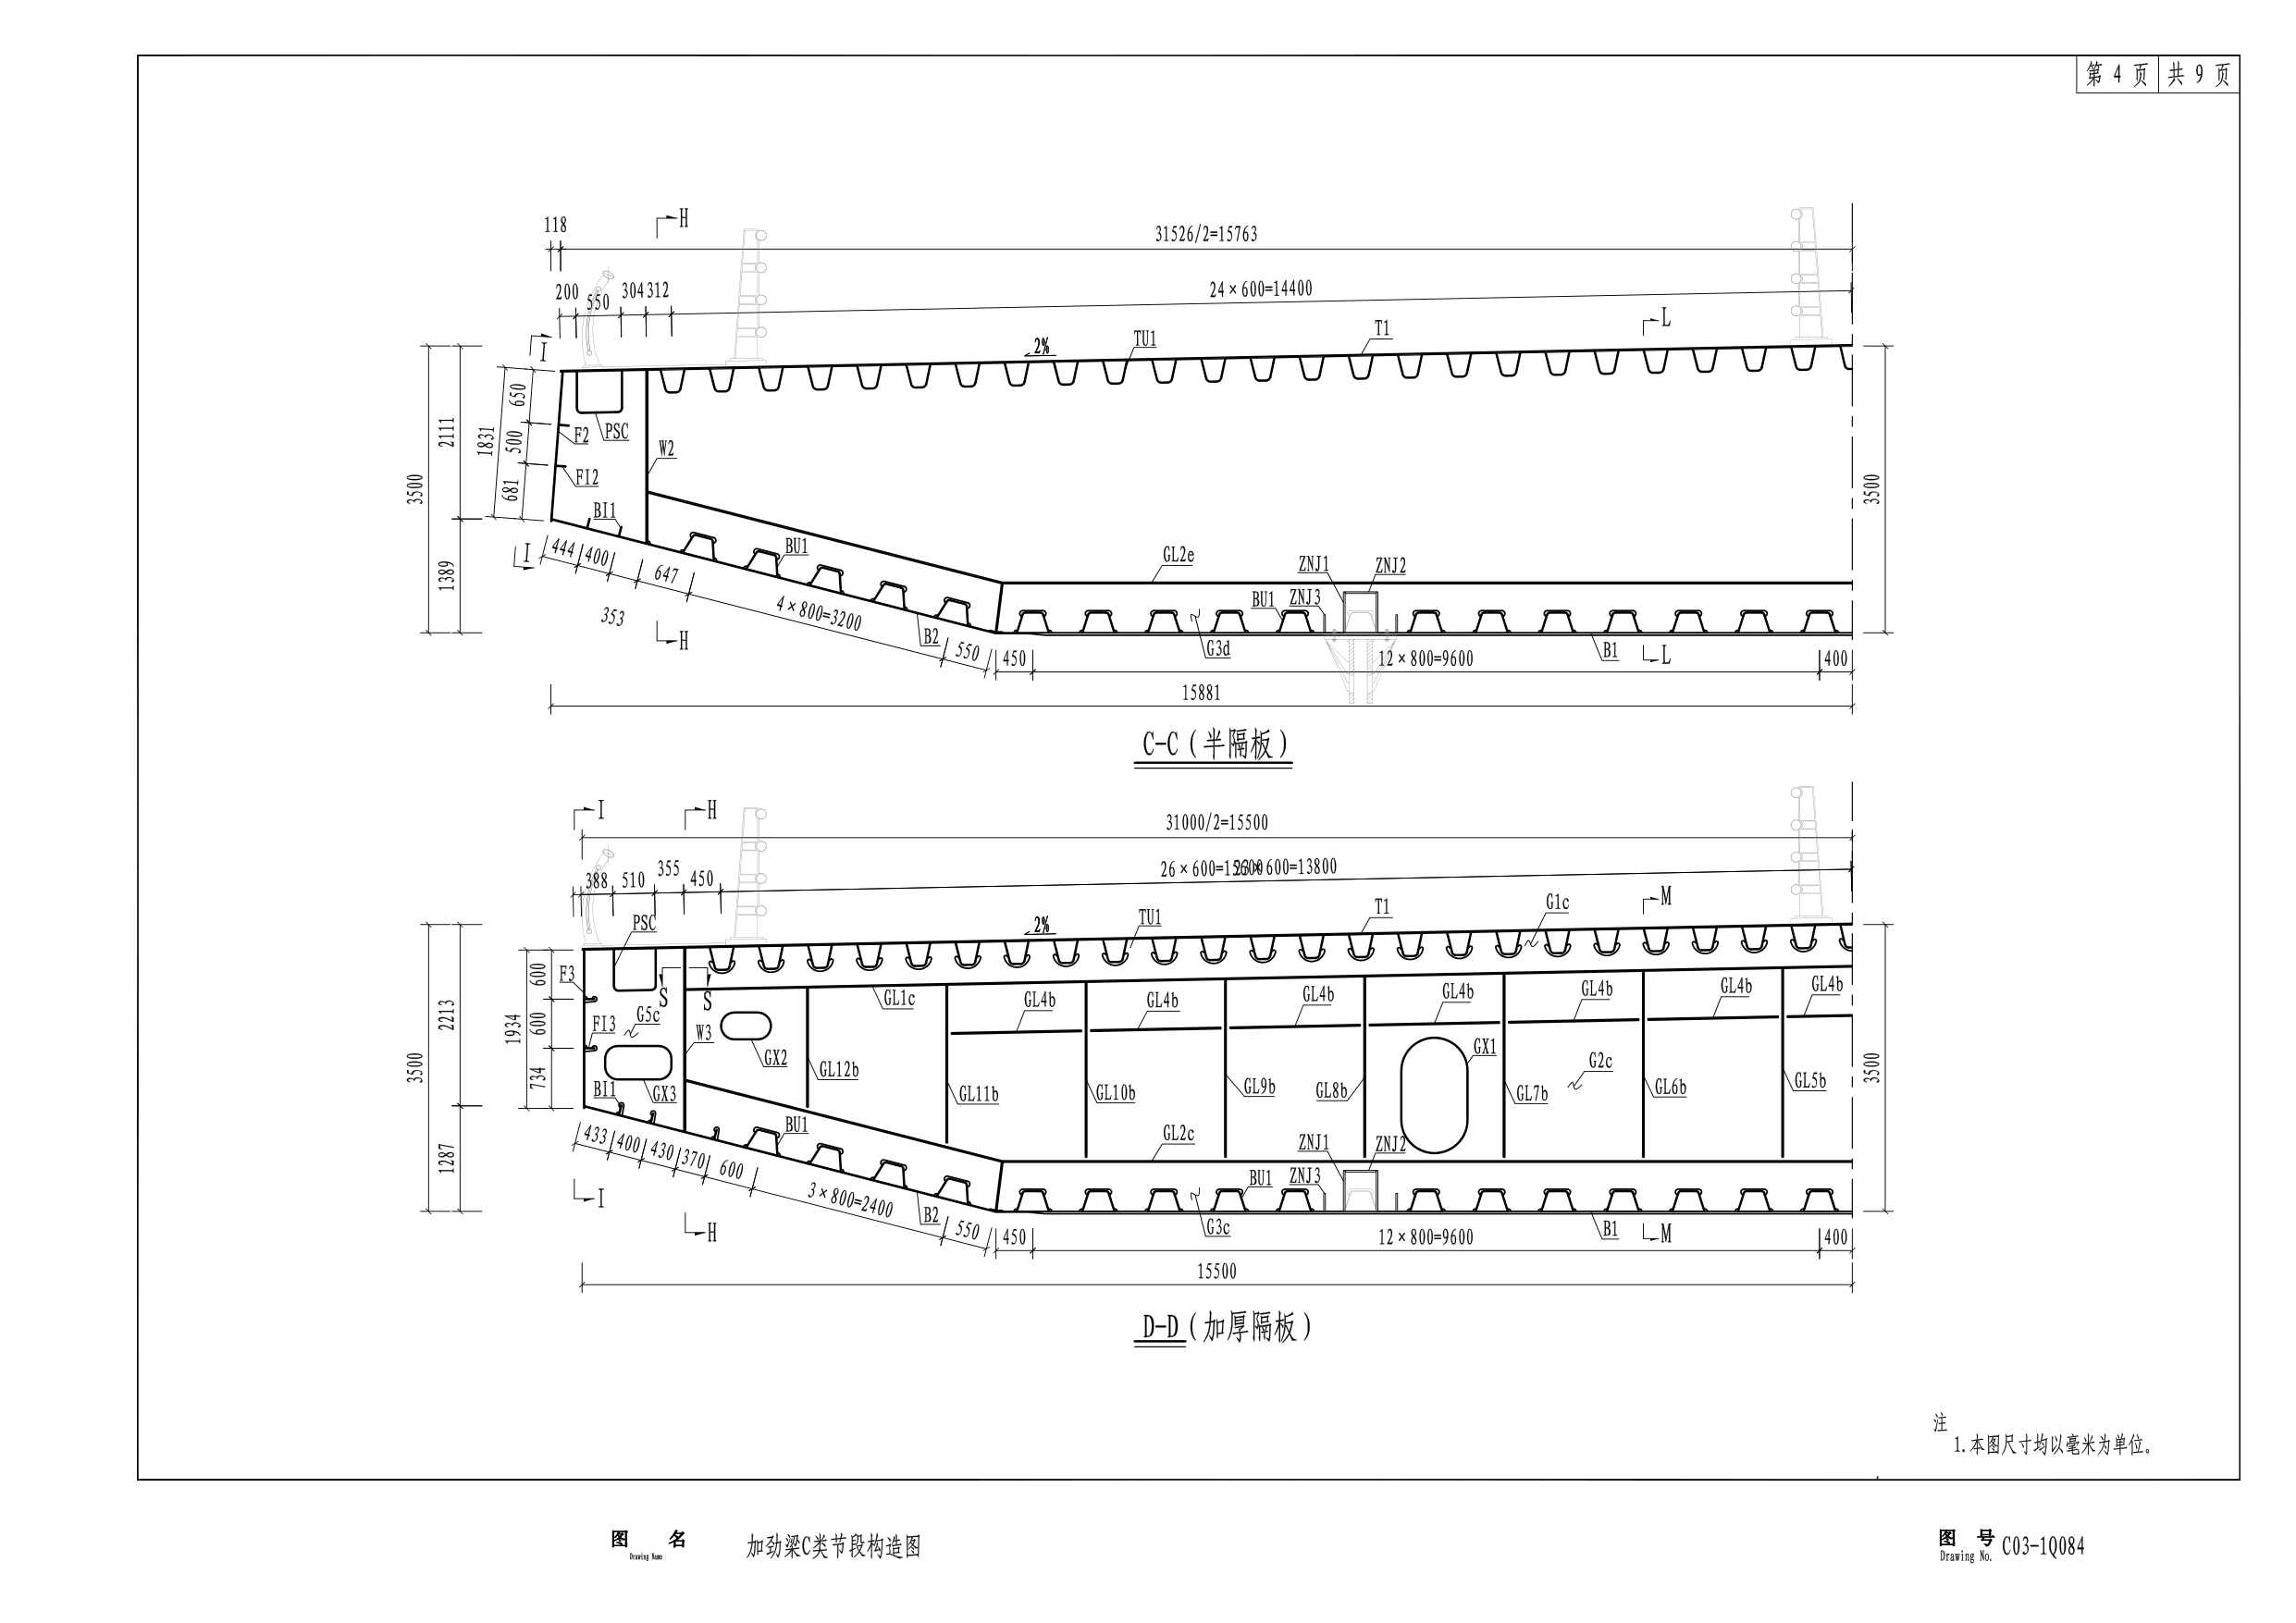 第 4 页 共 9 页
118
H
31526/2=15763
200
550
304
312
24×600=14400
L
I
2%
TU1
T1
3500
2111
1389
1831
650
500
681
F2
PSC
FI2
W2
BI1
BU1
GL2e
ZNJ1
ZNJ2
3500
I
444
400
353
647
4×800=3200
550
H
B2
BU1
ZNJ3
G3d
B1
L
450
12×800=9600
400
15881
C-C(半隔板)
I
H
31000/2=15500
388
510
355
450
26×600=15600
23×600=13800
M
PSC
2%
TU1
T1
G1c
3500
2213
1287
1934
600
600
734
F3
S
S
FI3
G5c
W3
GX2
GL1c
GL4b
GL4b
GL4b
GL4b
GL4b
GL4b
GL4b
BI1
GX3
GL12b
GL11b
GL10b
GL9b
GL8b
GX1
GL7b
G2c
GL6b
GL5b
3500
BU1
GL2c
ZNJ1
ZNJ2
433
400
430
370
600
3×800=2400
550
I
H
B2
BU1
ZNJ3
G3c
B1
M
450
12×800=9600
400
15500
D-D(加厚隔板)
注
1.本图尺寸均以毫米为单位。
图 名
Drawing Name
加劲梁C类节段构造图
图 号
Drawing No.
C03-1Q084